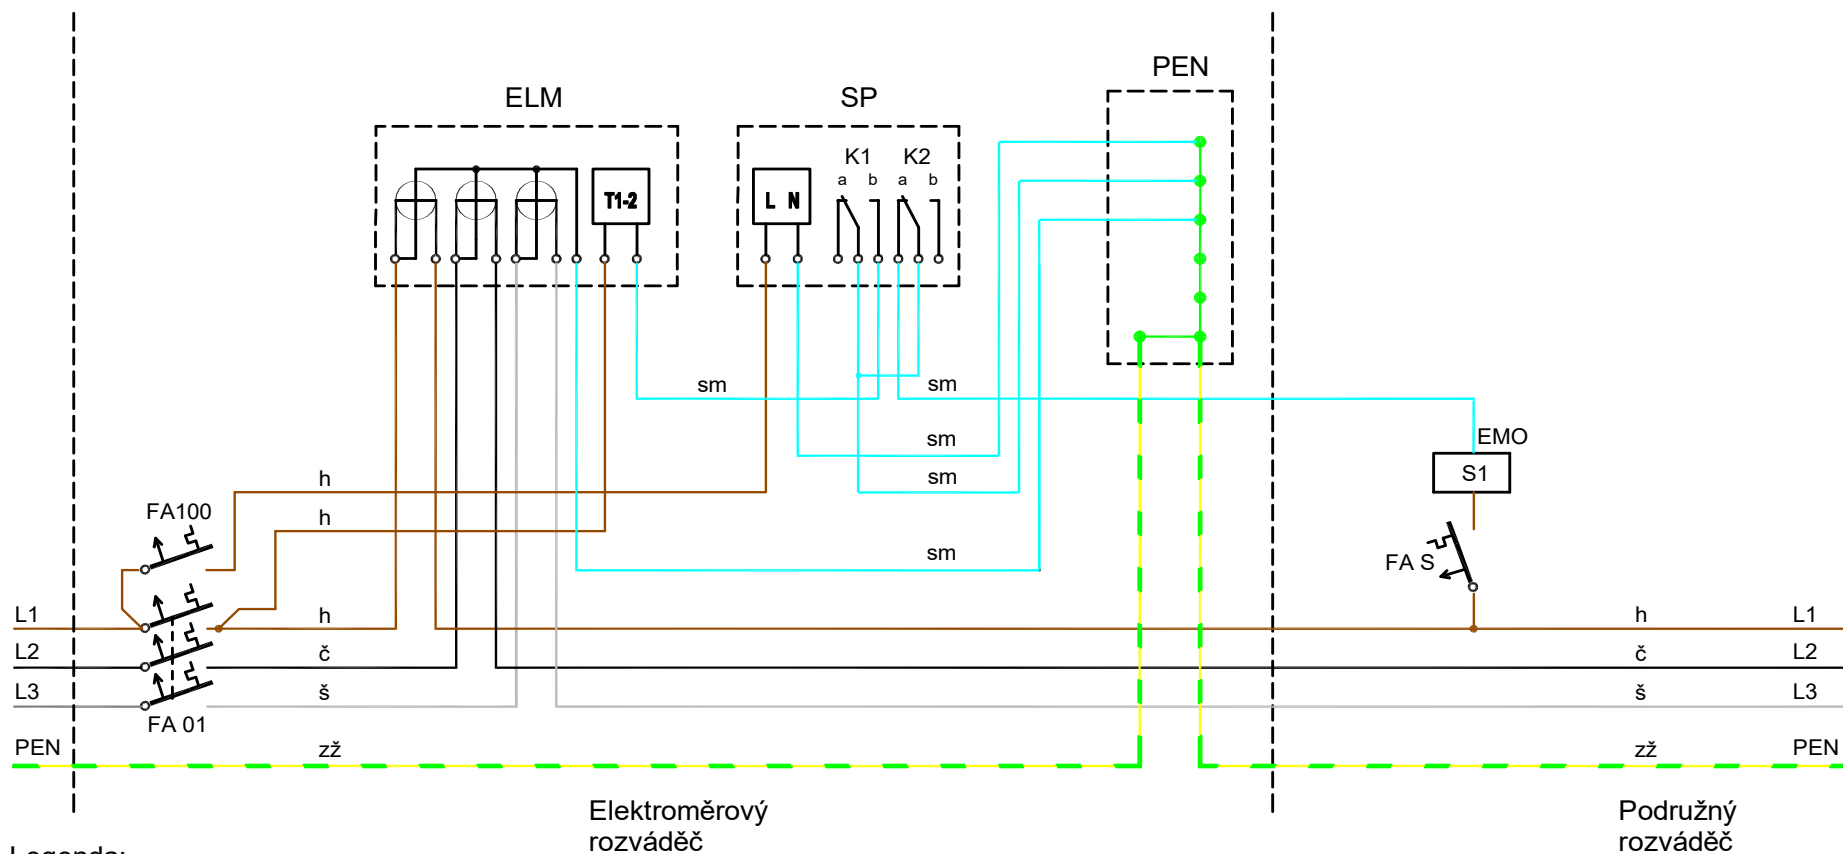 PEN
ELM
SP
K1 K2
a b a b
T1-2
L N
sm
sm
EMO
sm
S1
h
sm
FA100
h
sm
FA S
L1
h
h
L1
L2
č
č
L2
L3
š
š
L3
FA 01
PEN
zž
zž
PEN
Elektroměrový
rozváděč
Podružný
rozváděč
Legenda: